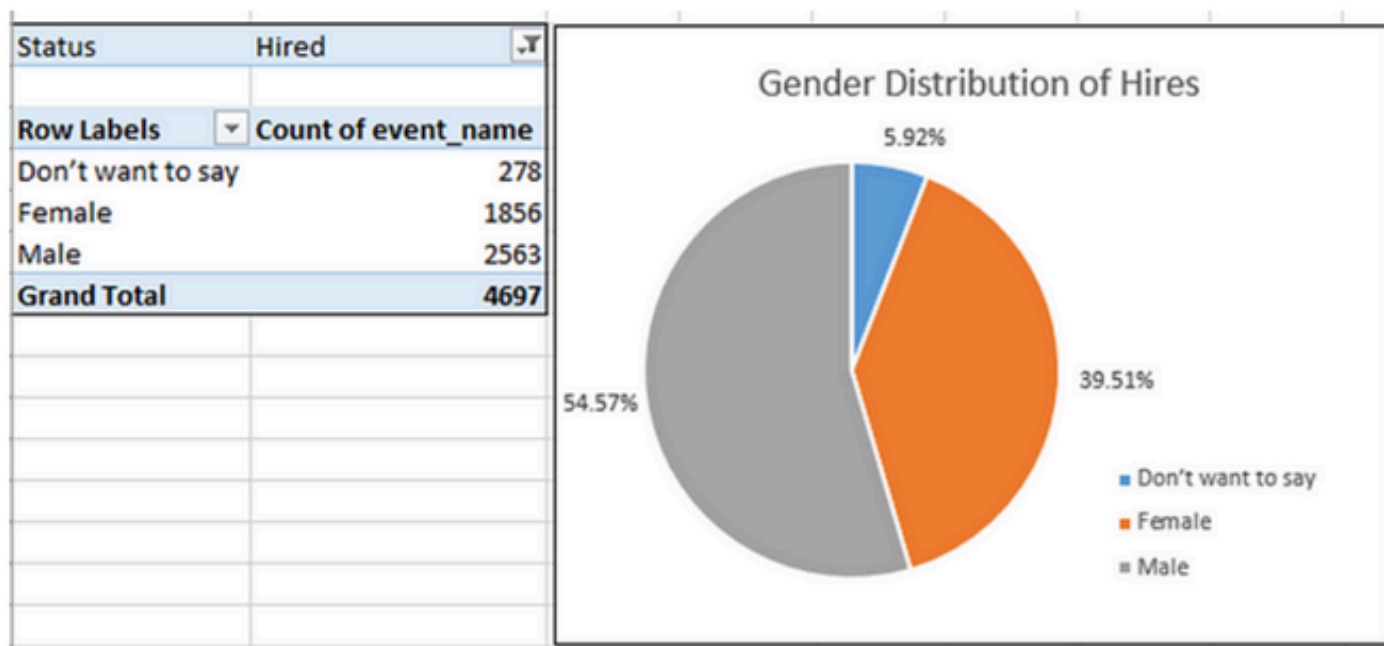 Status Hired
Row Labels Count of event_name
Don’t want to say 278
Female 1856
Male 2563
Grand Total 4697
Gender Distribution of Hires
5.92%
39.51%
54.57%
Don’t want to say
Female
Male